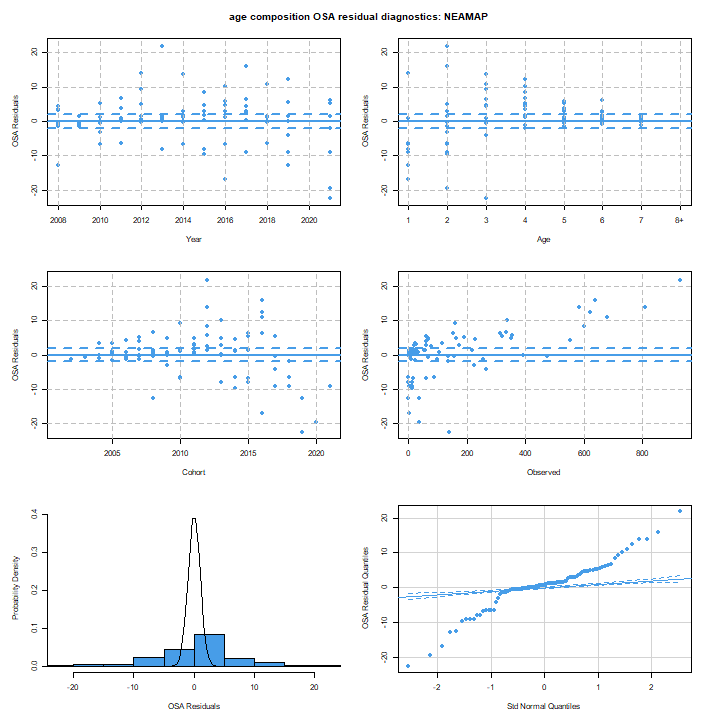 age composition OSA residual diagnostics: NEAMAP
OSA Residuals
20
10
0
-10
-20
2008 2010 2012 2014 2016 2018 2020
Year
OSA Residuals
20
10
0
-10
-20
1 2 3 4 5 6 7 8+
Age
OSA Residuals
20
10
0
-10
-20
2005 2010 2015 2020
Cohort
OSA Residuals
20
10
0
-10
-20
0 200 400 600 800
Observed
Probability Density
0.4
0.3
0.2
0.1
0.0
-20 -10 0 10 20
OSA Residuals
OSA Residual Quantiles
20
10
0
-10
-20
-2 -1 0 1 2
Std Normal Quantiles